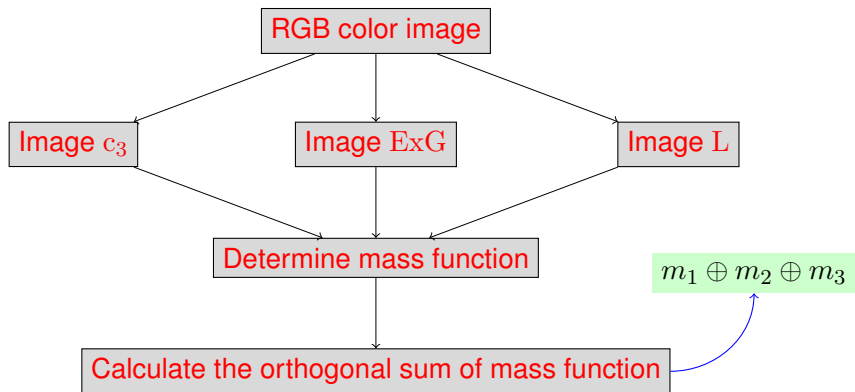 RGB color image
Image c₃
Image ExG
Image L
Determine mass function
m₁ ⊕ m₂ ⊕ m₃
Calculate the orthogonal sum of mass function